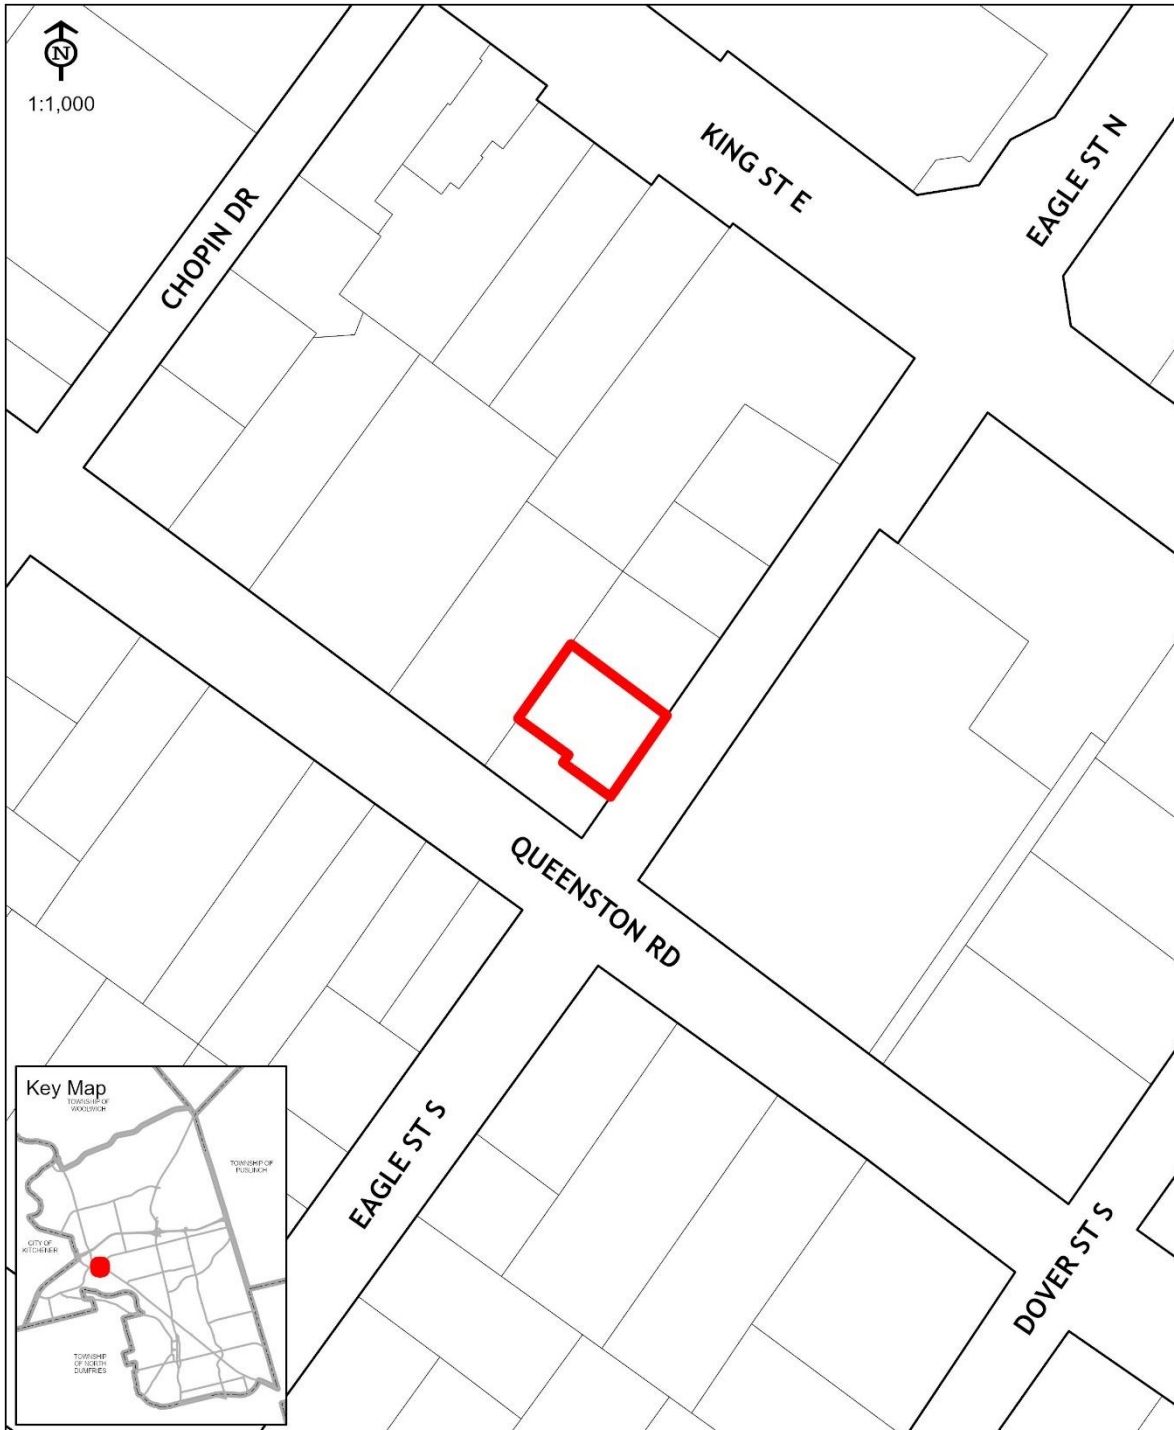 N
1:1,000
KING ST E
EAGLE ST N
CHOPIN DR
QUEENSTON RD
EAGLE ST S
DOVER ST S
Key Map
TOWNSHIP OF
WOOLWICH
TOWNSHIP OF
PUSLINCH
CITY OF
KITCHENER
TOWNSHIP
OF NORTH
DUMFRIES